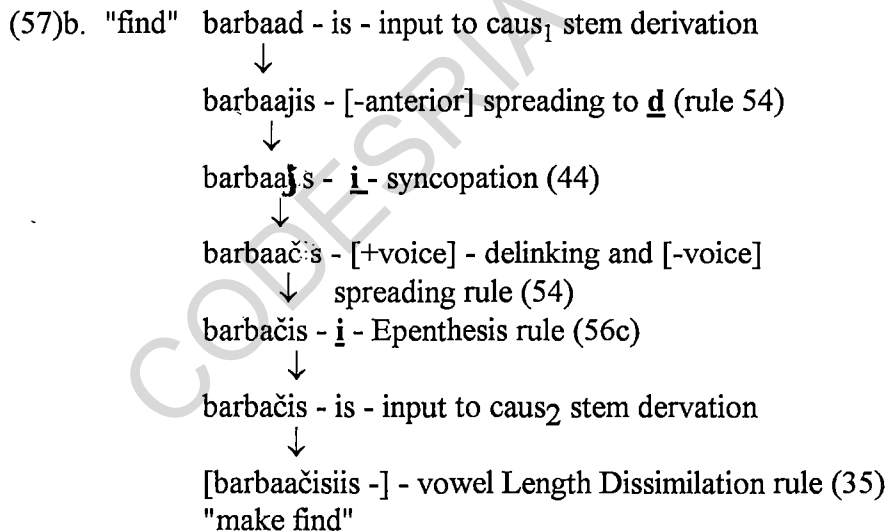 (57)b. "find" barbaad - is - input to caus₁ stem derivation
↓
barbaajis - [-anterior] spreading to d (rule 54)
↓
barbaajs - i - syncopation (44)
↓
barbaačs - [+voice] - delinking and [-voice]
↓ spreading rule (54)
barbačis - i - Epenthesis rule (56c)
↓
barbačis - is - input to caus₂ stem dervation
↓
[barbaačisiis -] - vowel Length Dissimilation rule (35)
"make find"
CODESRIA